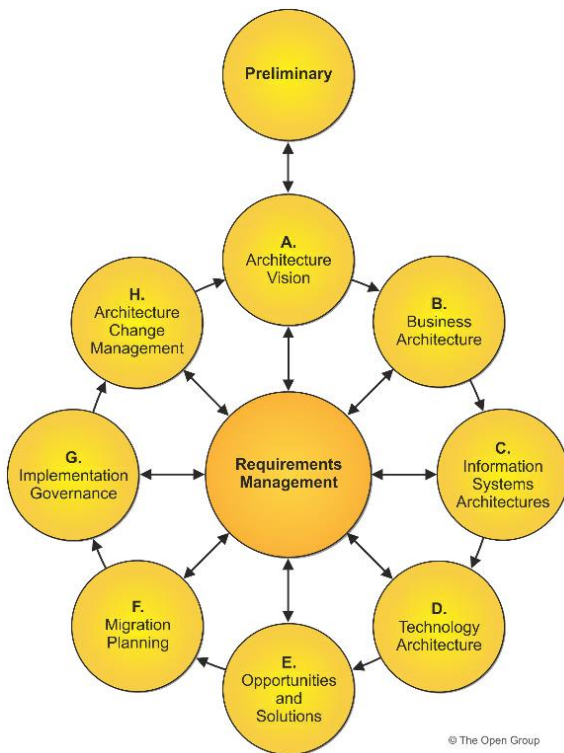 Preliminary
A.
Architecture
Vision
B.
Business
Architecture
C.
Information
Systems
Architectures
D.
Technology
Architecture
E.
Opportunities
and
Solutions
F.
Migration
Planning
G.
Implementation
Governance
H.
Architecture
Change
Management
Requirements
Management
© The Open Group